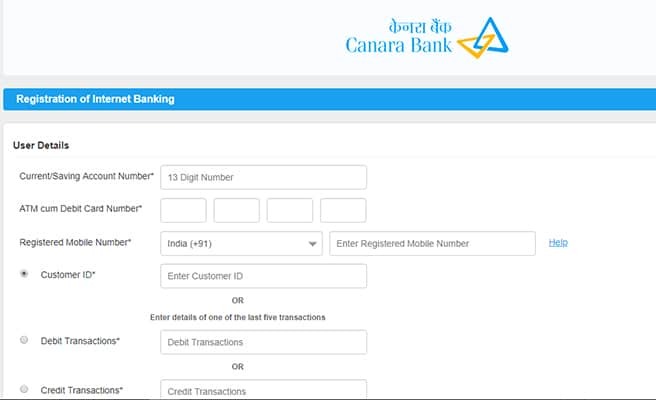 केनरा बैंक
Canara Bank
Registration of Internet Banking
User Details
Current/Saving Account Number* 13 Digit Number
ATM cum Debit Card Number*
Registered Mobile Number* India (+91) Enter Registered Mobile Number Help
Customer ID* Enter Customer ID
OR
Enter details of one of the last five transactions
Debit Transactions* Debit Transactions
OR
Credit Transactions* Credit Transactions